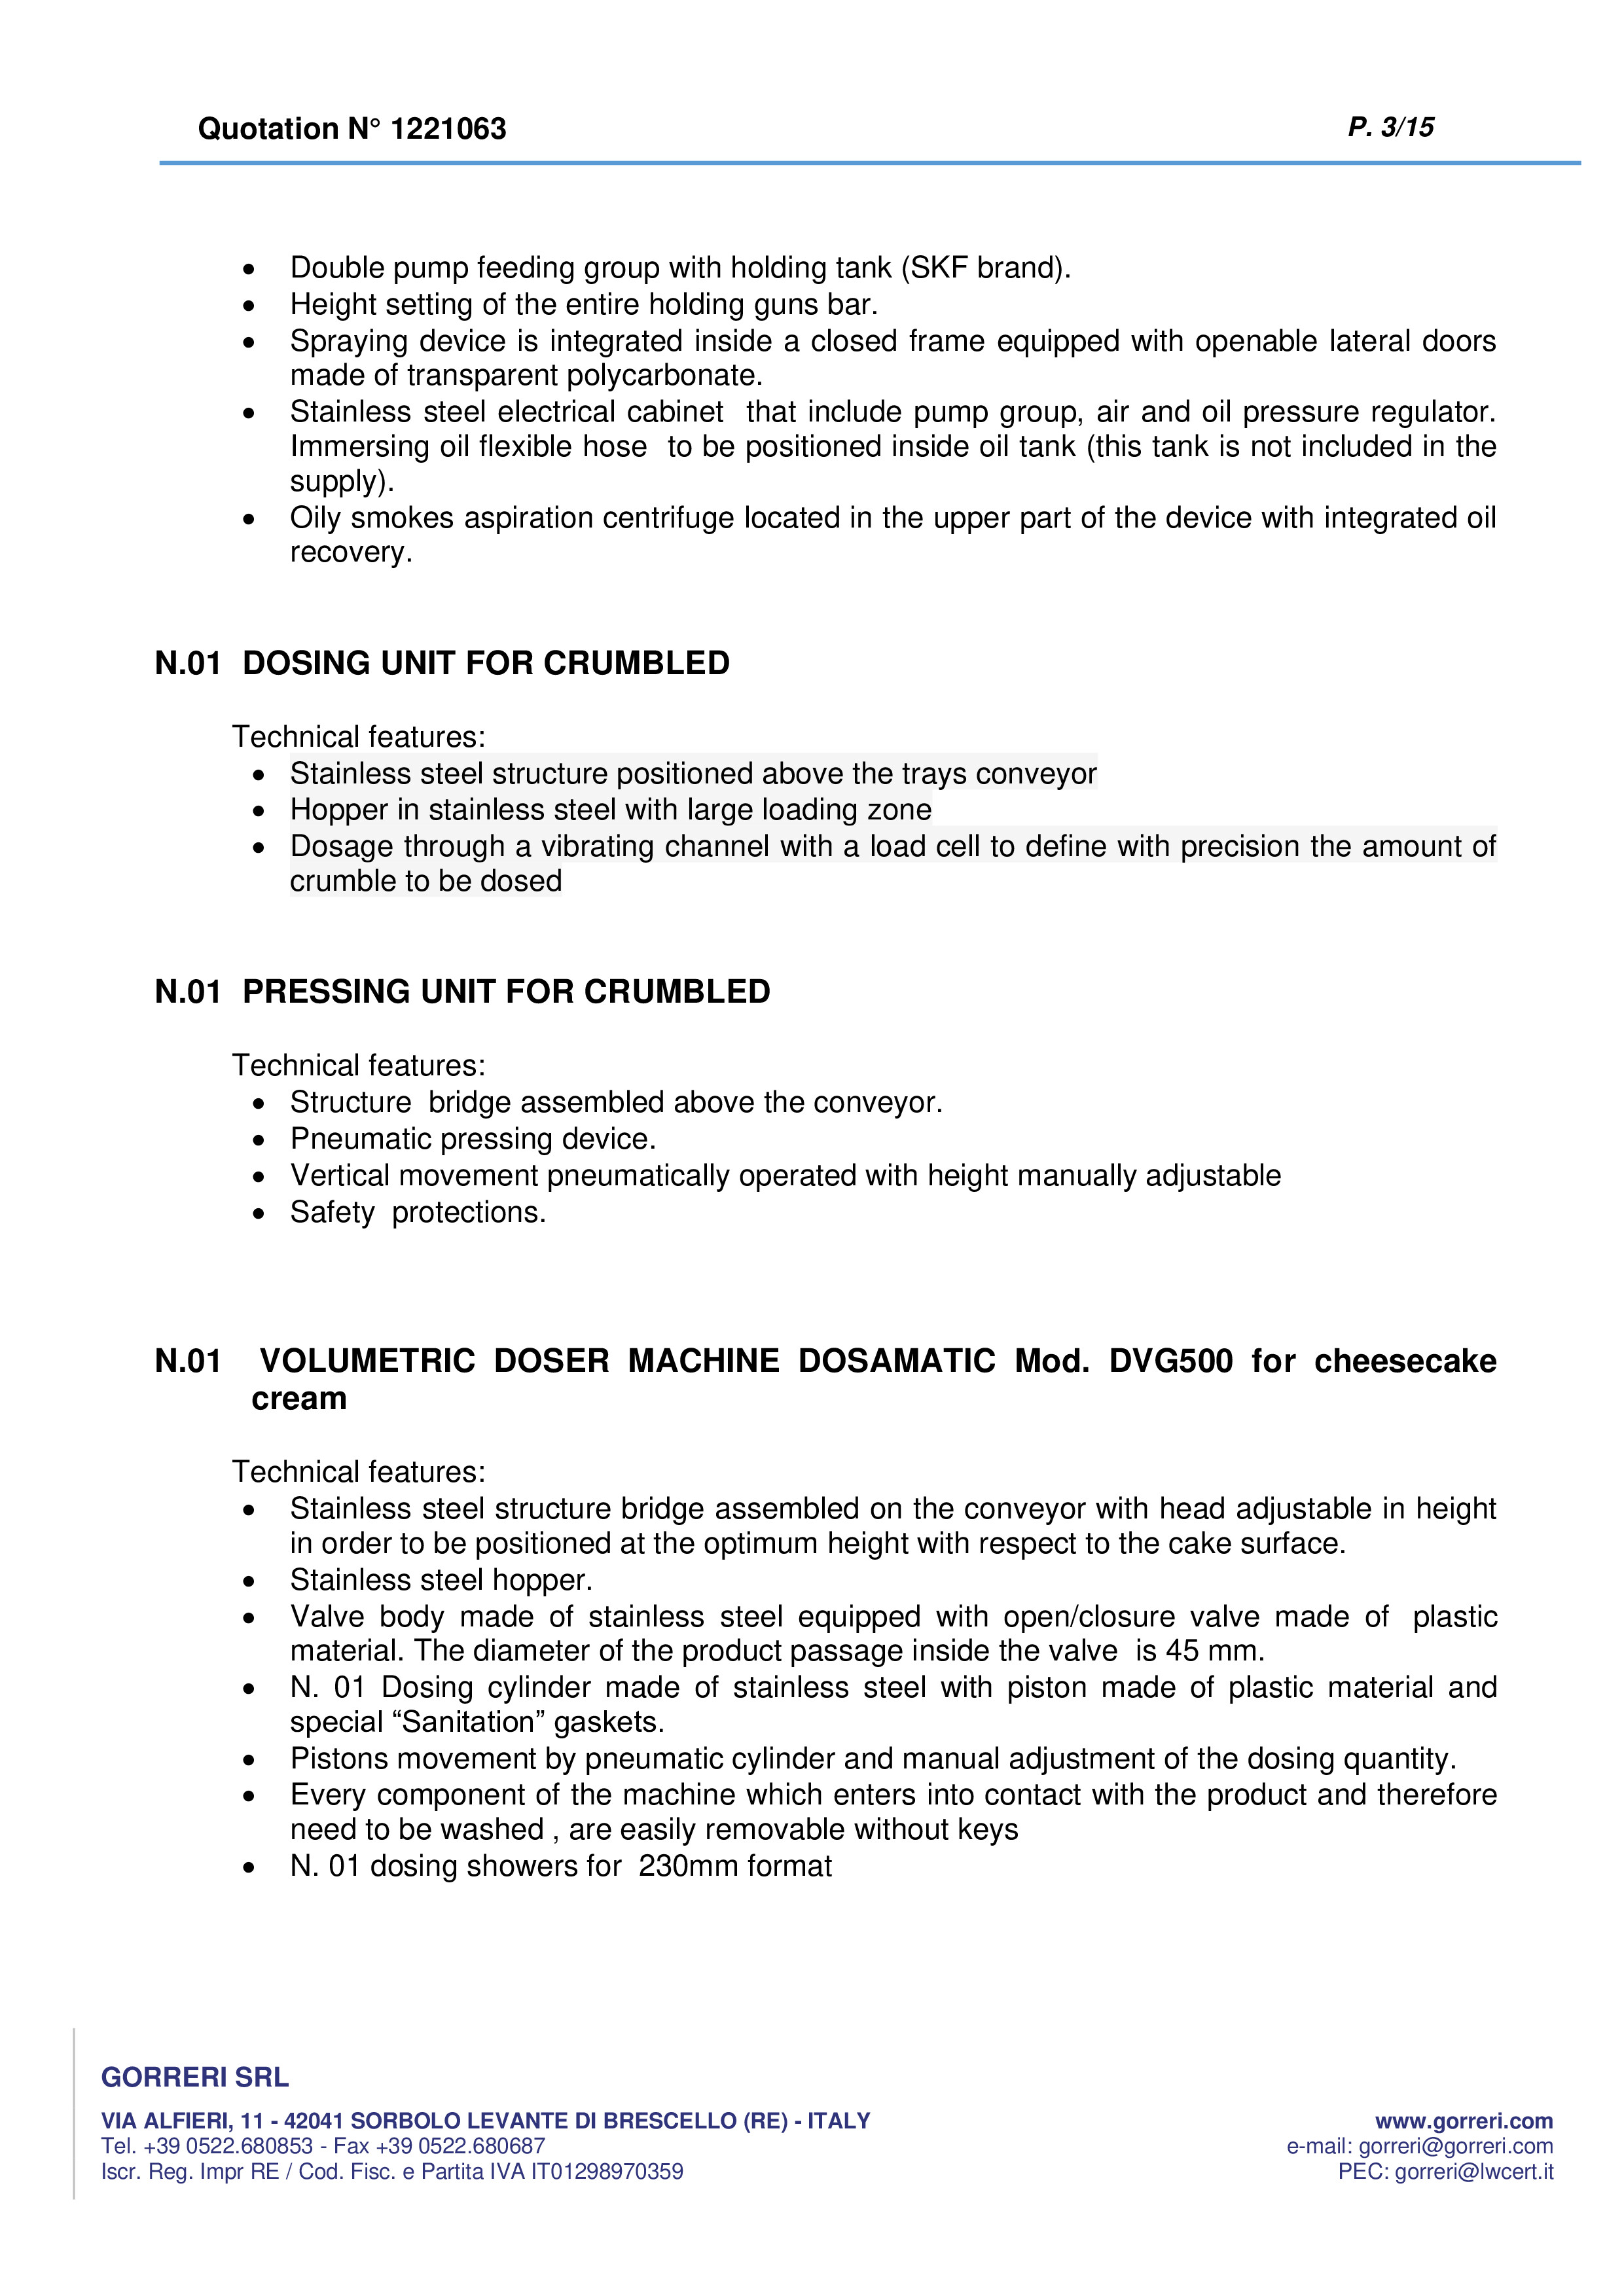 Quotation N° 1221063 P. 3/15
• Double pump feeding group with holding tank (SKF brand).
• Height setting of the entire holding guns bar.
• Spraying device is integrated inside a closed frame equipped with openable lateral doors
made of transparent polycarbonate.
• Stainless steel electrical cabinet that include pump group, air and oil pressure regulator.
Immersing oil flexible hose to be positioned inside oil tank (this tank is not included in the
supply).
• Oily smokes aspiration centrifuge located in the upper part of the device with integrated oil
recovery.
N.01 DOSING UNIT FOR CRUMBLED
Technical features:
• Stainless steel structure positioned above the trays conveyor
• Hopper in stainless steel with large loading zone
• Dosage through a vibrating channel with a load cell to define with precision the amount of
crumble to be dosed
N.01 PRESSING UNIT FOR CRUMBLED
Technical features:
• Structure bridge assembled above the conveyor.
• Pneumatic pressing device.
• Vertical movement pneumatically operated with height manually adjustable
• Safety protections.
N.01 VOLUMETRIC DOSER MACHINE DOSAMATIC Mod. DVG500 for cheesecake
cream
Technical features:
• Stainless steel structure bridge assembled on the conveyor with head adjustable in height
in order to be positioned at the optimum height with respect to the cake surface.
• Stainless steel hopper.
• Valve body made of stainless steel equipped with open/closure valve made of plastic
material. The diameter of the product passage inside the valve is 45 mm.
• N. 01 Dosing cylinder made of stainless steel with piston made of plastic material and
special “Sanitation” gaskets.
• Pistons movement by pneumatic cylinder and manual adjustment of the dosing quantity.
• Every component of the machine which enters into contact with the product and therefore
need to be washed , are easily removable without keys
• N. 01 dosing showers for 230mm format
GORRERI SRL
VIA ALFIERI, 11 - 42041 SORBOLO LEVANTE DI BRESCELLO (RE) - ITALY www.gorreri.com
Tel. +39 0522.680853 - Fax +39 0522.680687 e-mail: gorreri@gorreri.com
Iscr. Reg. Impr RE / Cod. Fisc. e Partita IVA IT01298970359 PEC: gorreri@lwcert.it